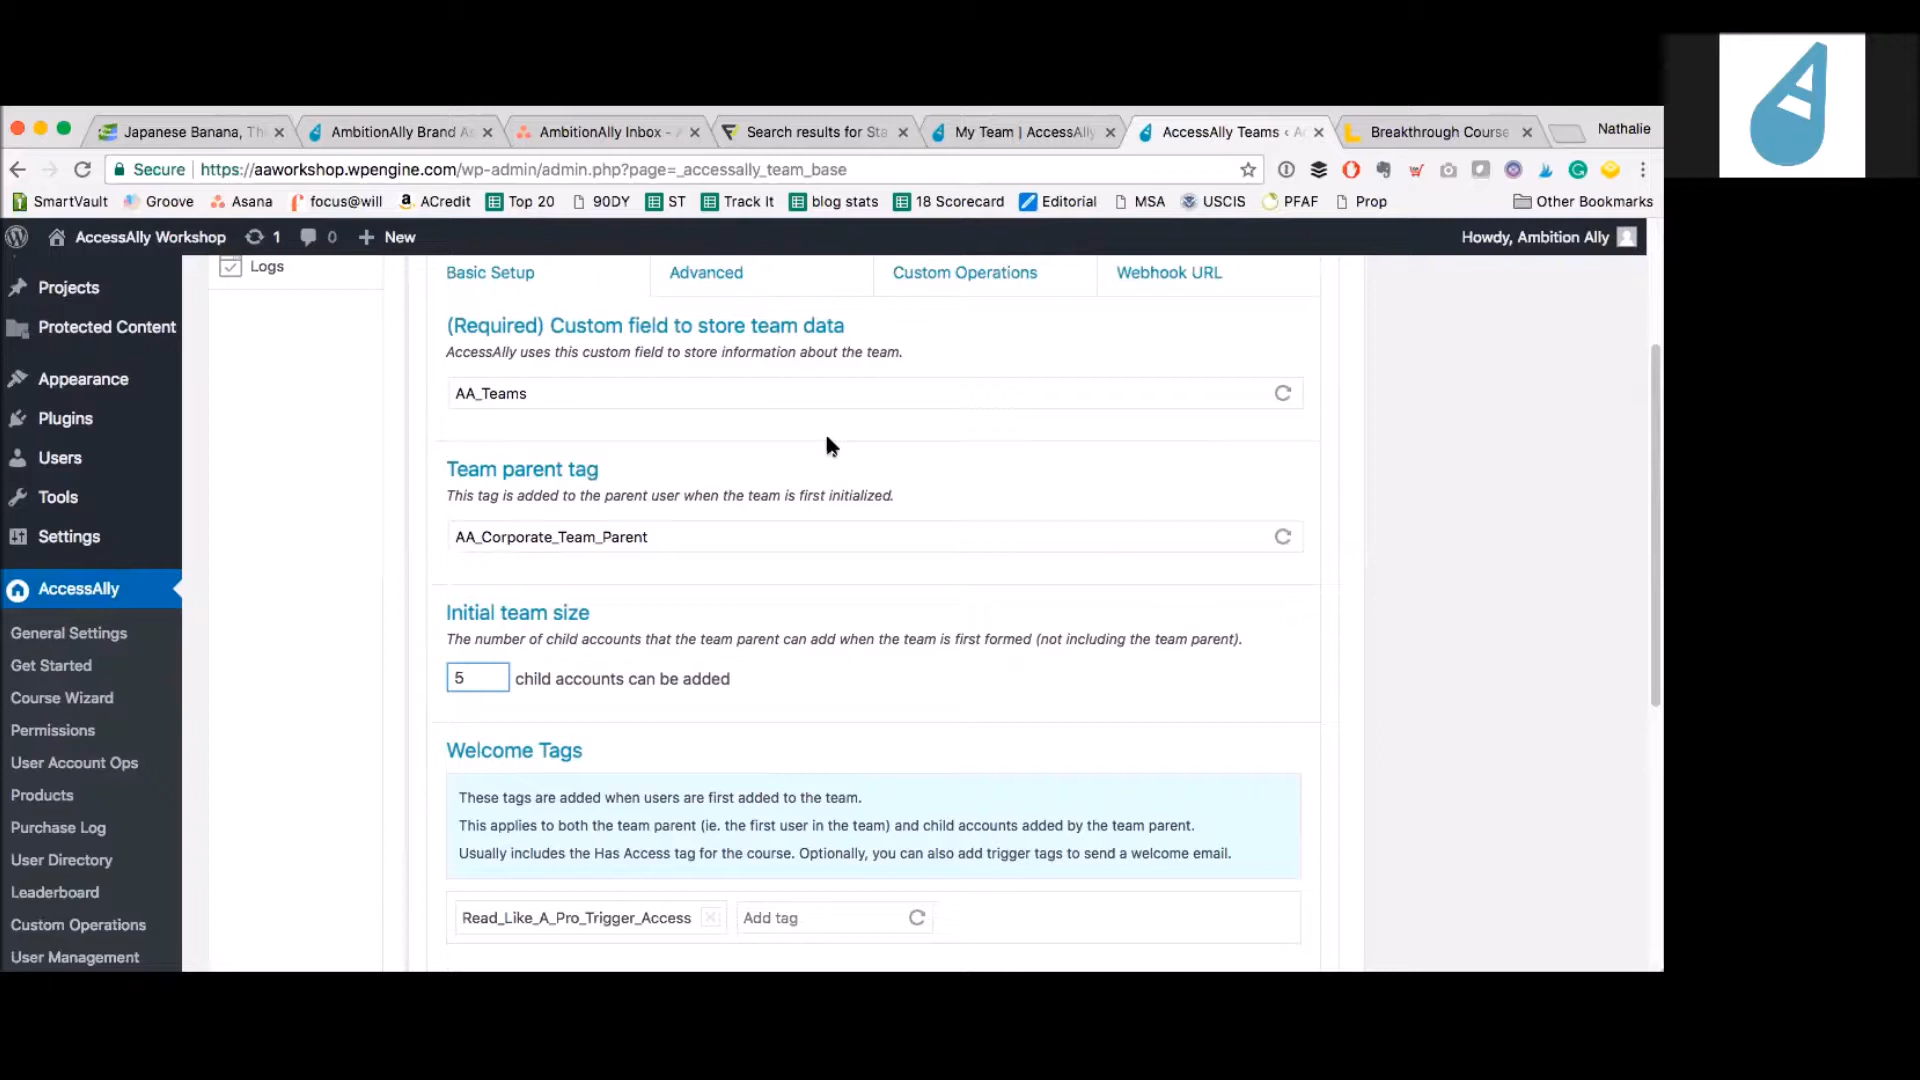 Japanese Banana, Th
AmbitionAlly Brand A
AmbitionAlly Inbox -
Search results for Sta
My Team | AccessAlly
AccessAlly Teams ‹ A
Breakthrough Course
Nathalie
Secure
https://aaworkshop.wpengine.com/wp-admin/admin.php?page=_accessally_team_base
SmartVault
Groove
Asana
focus@will
ACredit
Top 20
90DY
ST
Track It
blog stats
18 Scorecard
Editorial
MSA
USCIS
PFAF
Prop
Other Bookmarks
AccessAlly Workshop
1
0
New
Howdy, Ambition Ally
Projects
Protected Content
Appearance
Plugins
Users
Tools
Settings
AccessAlly
General Settings
Get Started
Course Wizard
Permissions
User Account Ops
Products
Purchase Log
User Directory
Leaderboard
Custom Operations
User Management
Logs
Basic Setup
Advanced
Custom Operations
Webhook URL
(Required) Custom field to store team data
AccessAlly uses this custom field to store information about the team.
AA_Teams
Team parent tag
This tag is added to the parent user when the team is first initialized.
AA_Corporate_Team_Parent
Initial team size
The number of child accounts that the team parent can add when the team is first formed (not including the team parent).
5 child accounts can be added
Welcome Tags
These tags are added when users are first added to the team.
This applies to both the team parent (ie. the first user in the team) and child accounts added by the team parent.
Usually includes the Has Access tag for the course. Optionally, you can also add trigger tags to send a welcome email.
Read_Like_A_Pro_Trigger_Access
Add tag